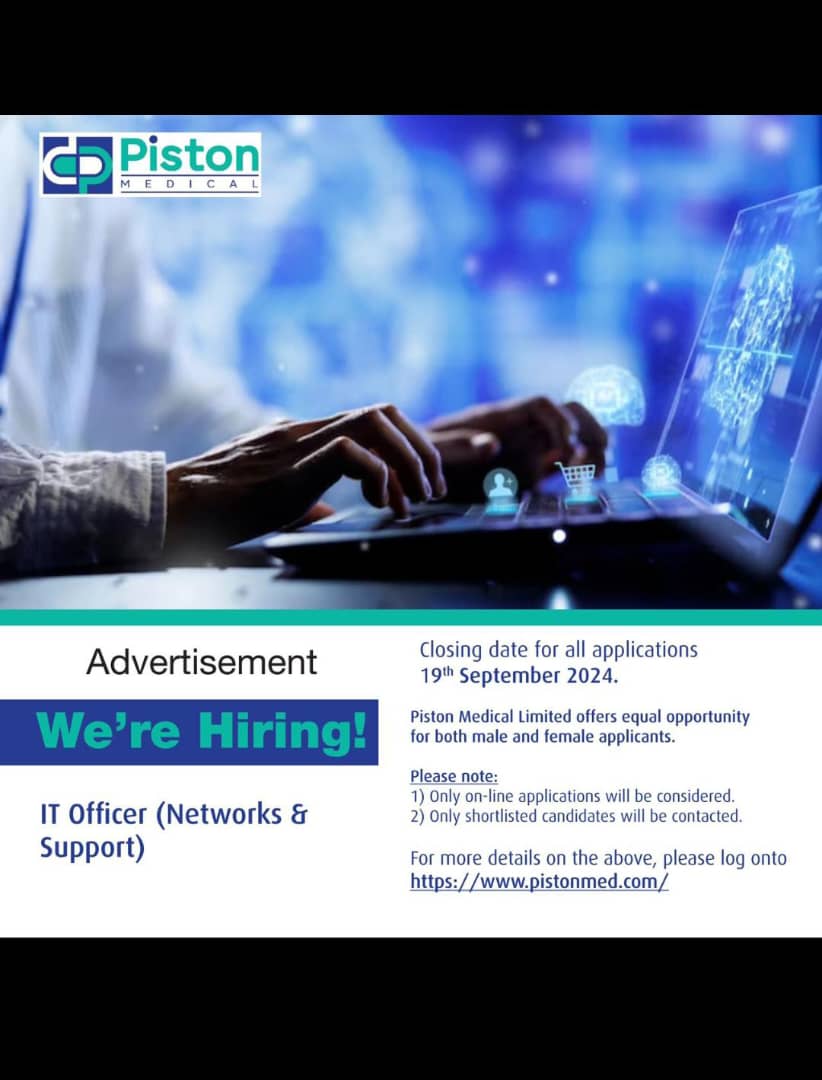 Piston
MEDICAL
Advertisement
We're Hiring!
IT Officer (Networks &
Support)
Closing date for all applications
19th September 2024.
Piston Medical Limited offers equal opportunity
for both male and female applicants.
Please note:
1) Only on-line applications will be considered.
2) Only shortlisted candidates will be contacted.
For more details on the above, please log onto
https://www.pistonmed.com/